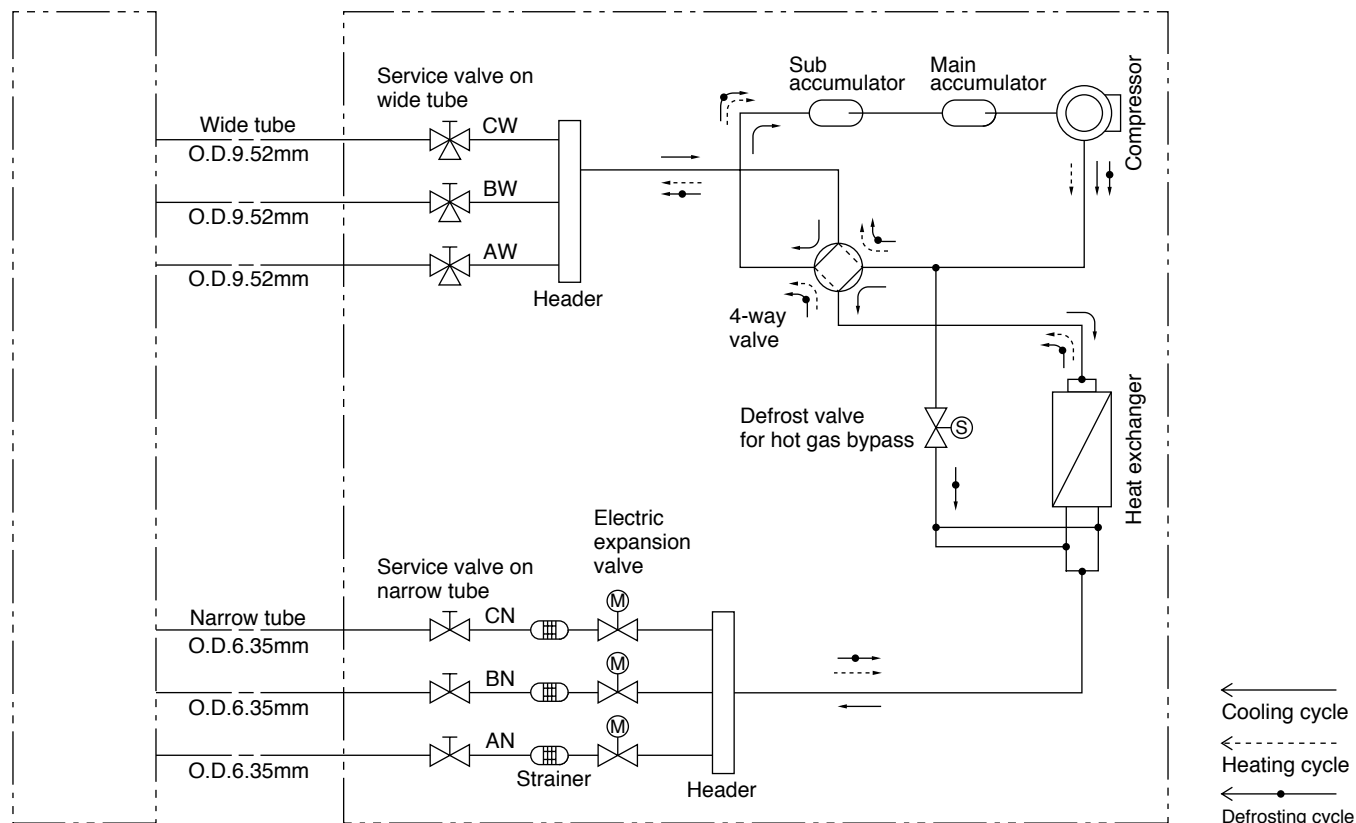 Service valve on
wide tube
Sub
accumulator
Main
accumulator
Compressor
Wide tube
CW
O.D.9.52mm
BW
O.D.9.52mm
AW
O.D.9.52mm
Header
4-way
valve
Defrost valve
for hot gas bypass
S
Heat exchanger
Electric
expansion
valve
Service valve on
narrow tube
Narrow tube
CN
M
O.D.6.35mm
BN
M
O.D.6.35mm
AN
M
O.D.6.35mm
Strainer
Header
Cooling cycle
Heating cycle
Defrosting cycle